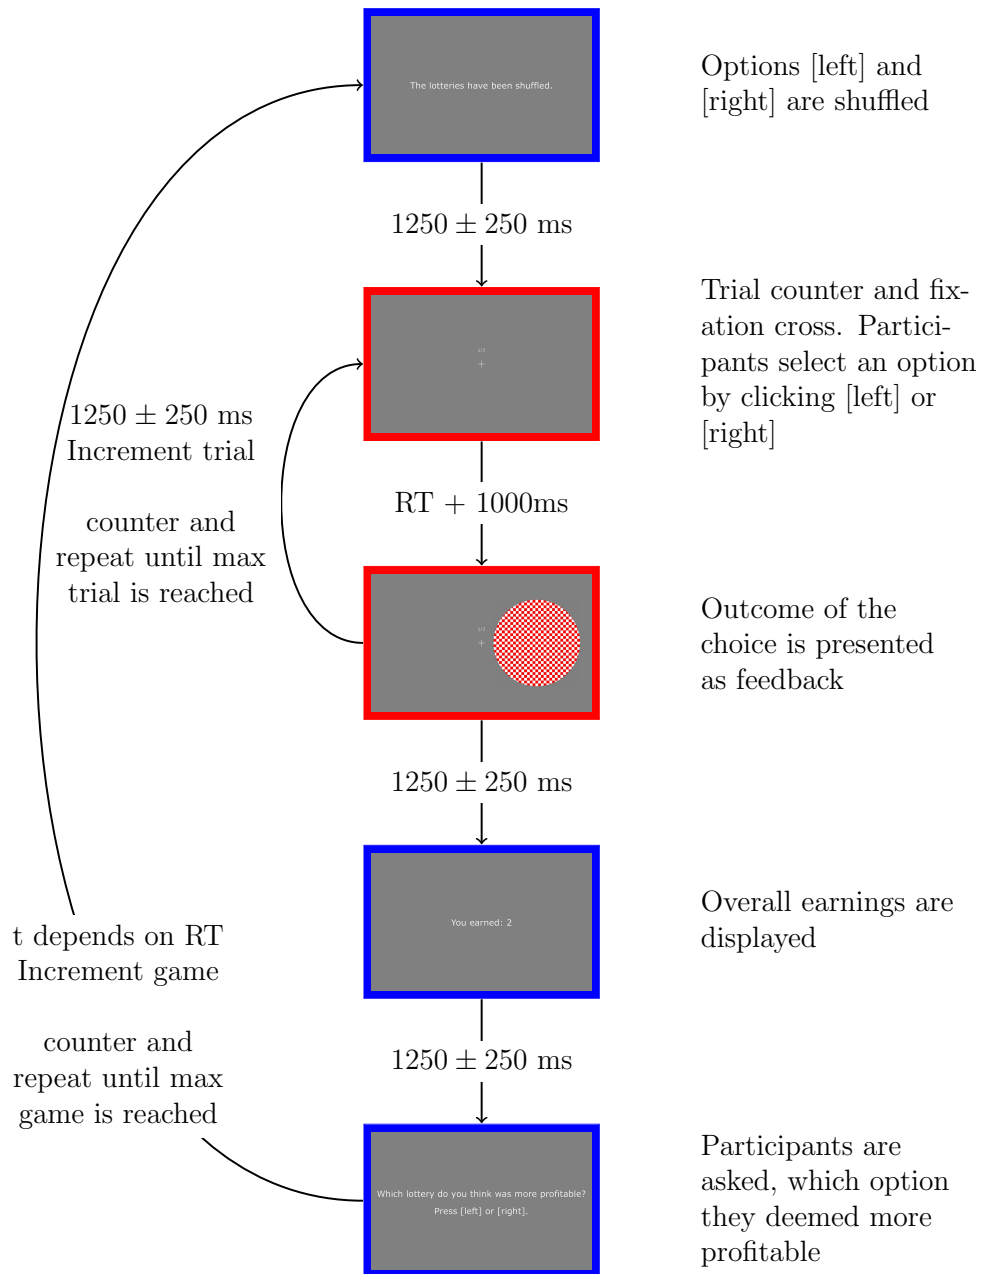 The lotteries have been shuffled.
Options [left] and
[right] are shuffled
1250 ± 250 ms
Trial counter and fix-
ation cross. Partici-
pants select an option
by clicking [left] or
[right]
+
1250 ± 250 ms
Increment trial
counter and
repeat until max
trial is reached
RT + 1000ms
+
Outcome of the
choice is presented
as feedback
1250 ± 250 ms
You earned: 2
Overall earnings are
displayed
t depends on RT
Increment game
counter and
repeat until max
game is reached
1250 ± 250 ms
Which lottery do you think was more profitable?
Press [left] or [right].
Participants are
asked, which option
they deemed more
profitable